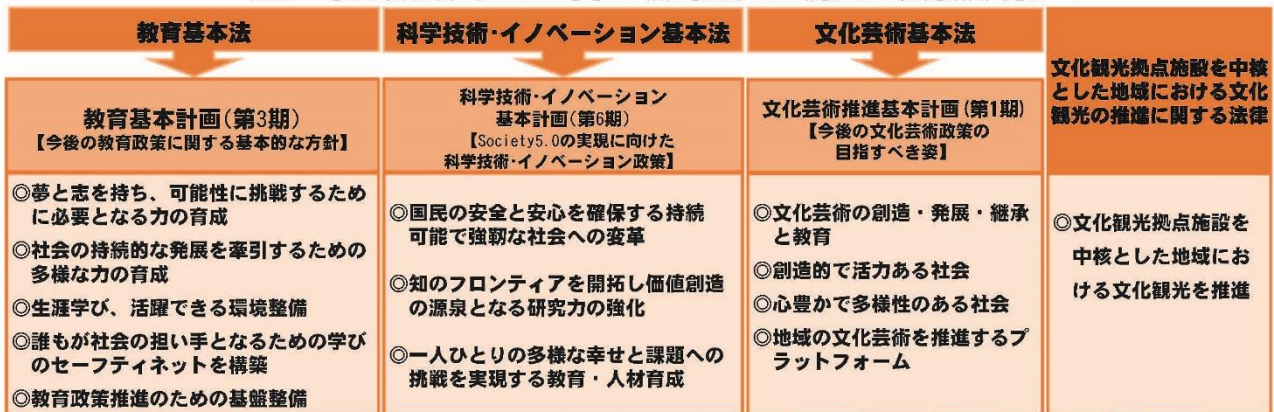 教育基本法
教育基本計画(第3期)
【今後の教育政策に関する基本的な方針】
◎夢と志を持ち、可能性に挑戦するため
に必要となる力の育成
◎社会の持続的な発展を牽引するための
多様な力の育成
◎生涯学び、活躍できる環境整備
◎誰もが社会の担い手となるための学び
のセーフティネットを構築
◎教育政策推進のための基盤整備
科学技術・イノベーション基本法
科学技術・イノベーション
基本計画(第6期)
【Society5.0の実現に向けた
科学技術・イノベーション政策】
◎国民の安全と安心を確保する持続
可能で強靭な社会への変革
◎知のフロンティアを開拓し価値創造
の源泉となる研究力の強化
◎一人ひとりの多様な幸せと課題への
挑戦を実現する教育・人材育成
文化芸術基本法
文化芸術推進基本計画(第1期)
【今後の文化芸術政策の
目指すべき姿】
◎文化芸術の創造・発展・継承
と教育
◎創造的で活力ある社会
◎心豊かで多様性のある社会
◎地域の文化芸術を推進するプ
ラットフォーム
文化観光拠点施設を中核
とした地域における文化
観光の推進に関する法律
◎文化観光拠点施設を
中核とした地域にお
ける文化観光を推進